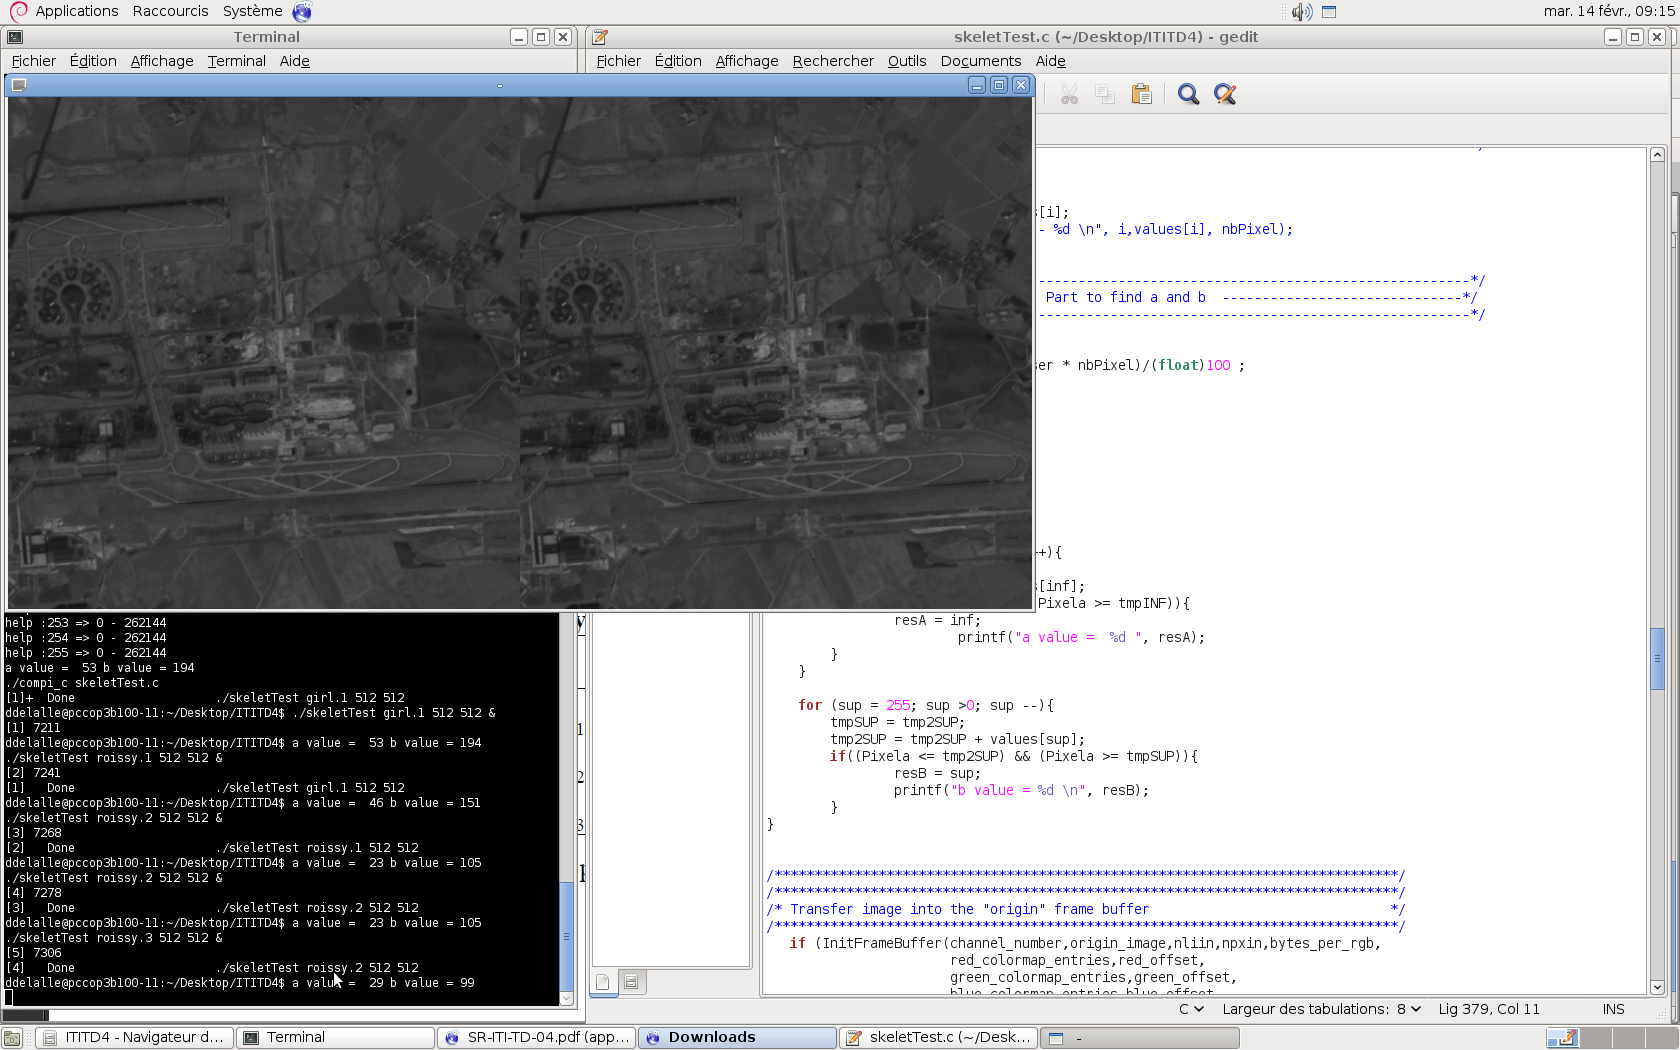 Applications Raccourcis Système
mar. 14 févr., 09:15
Terminal
Fichier Édition Affichage Terminal Aide
skeletTest.c (~/Desktop/ITITD4) - gedit
Fichier Édition Affichage Rechercher Outils Documents Aide
-
s[i];
- %d \n", i,values[i], nbPixel);
------------------------------------------------------*/
Part to find a and b ------------------------------*/
------------------------------------------------------*/
ser * nbPixel)/(float)100 ;
++){
s[inf];
Pixela >= tmpINF)){
resA = inf;
printf("a value =  %d ", resA);
}
}
for (sup = 255; sup >0; sup --){
tmpSUP = tmp2SUP;
tmp2SUP = tmp2SUP + values[sup];
if((Pixela <= tmp2SUP) && (Pixela >= tmpSUP)){
resB = sup;
printf("b value = %d \n", resB);
}
}
/******************************************************************************/
/******************************************************************************/
/* Transfer image into the "origin" frame buffer */
/******************************************************************************/
if (InitFrameBuffer(channel_number,origin_image,nliin,npxin,bytes_per_rgb,
red_colormap_entries,red_offset,
green_colormap_entries,green_offset,
blue_colormap_entries,blue_offset
C Largeur des tabulations: 8 Lig 379, Col 11 INS
help :253 => 0 - 262144
help :254 => 0 - 262144
help :255 => 0 - 262144
a value =  53 b value = 194
./compi_c skeletTest.c
[1]+  Done ./skeletTest girl.1 512 512
ddelalle@pccop3b100-11:~/Desktop/ITITD4$ ./skeletTest girl.1 512 512 &
[1] 7211
ddelalle@pccop3b100-11:~/Desktop/ITITD4$ a value =  53 b value = 194
./skeletTest roissy.1 512 512 &
[2] 7241
[1]   Done ./skeletTest girl.1 512 512
ddelalle@pccop3b100-11:~/Desktop/ITITD4$ a value =  46 b value = 151
./skeletTest roissy.2 512 512 &
[3] 7268
[2]   Done ./skeletTest roissy.1 512 512
ddelalle@pccop3b100-11:~/Desktop/ITITD4$ a value =  23 b value = 105
./skeletTest roissy.2 512 512 &
[4] 7278
[3]   Done ./skeletTest roissy.2 512 512
ddelalle@pccop3b100-11:~/Desktop/ITITD4$ a value =  23 b value = 105
./skeletTest roissy.3 512 512 &
[5] 7306
[4]   Done ./skeletTest roissy.2 512 512
ddelalle@pccop3b100-11:~/Desktop/ITITD4$ a value =  29 b value = 99
y
1
2
3
ITITD4 - Navigateur d... Terminal SR-ITI-TD-04.pdf (app... Downloads skeletTest.c (~/Desk... -